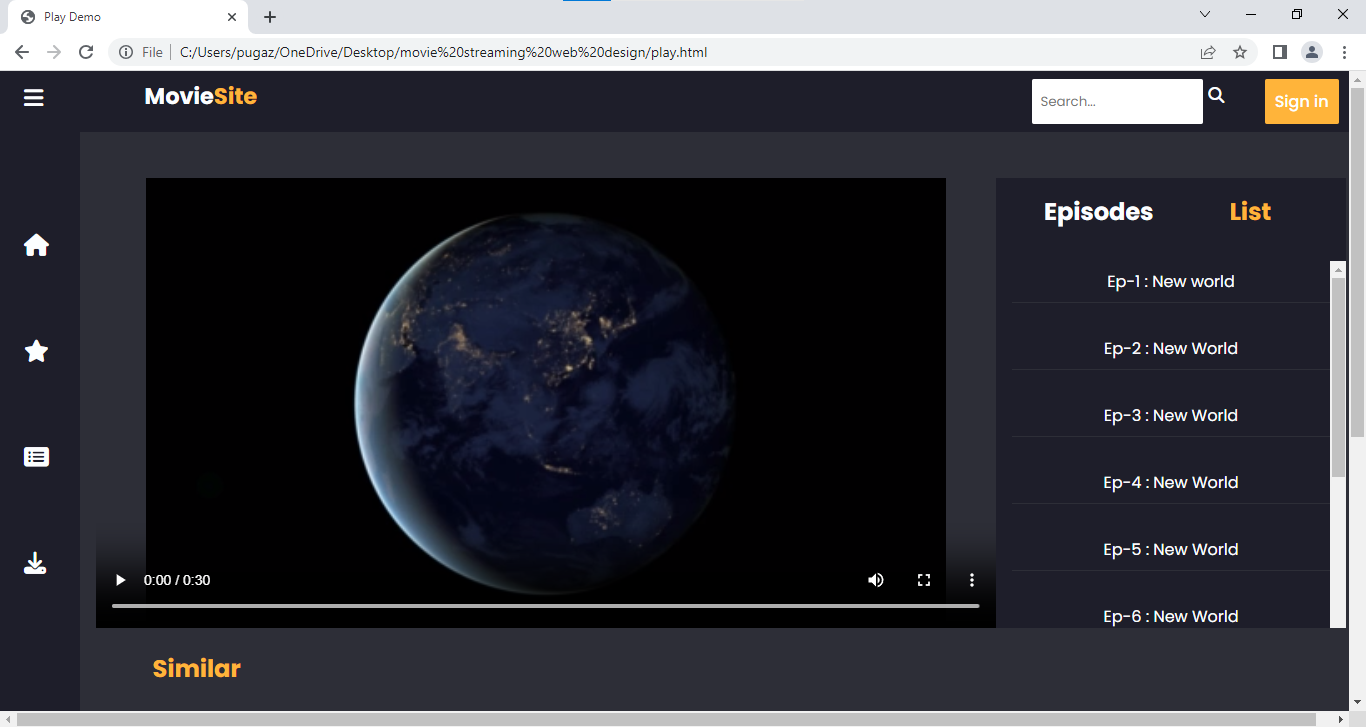 Play Demo
File
C:/Users/pugaz/OneDrive/Desktop/movie%20streaming%20web%20design/play.html
MovieSite
Search...
Sign in
Episodes
List
Ep-1 : New world
Ep-2 : New World
Ep-3 : New World
Ep-4 : New World
Ep-5 : New World
Ep-6 : New World
0:00 / 0:30
Similar